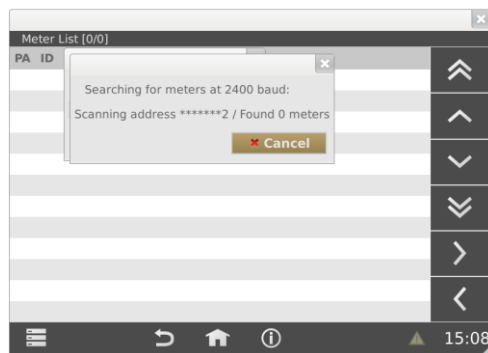 Meter List [0/0]
PA ID
Searching for meters at 2400 baud:
Scanning address *******2 / Found 0 meters
Cancel
15:08